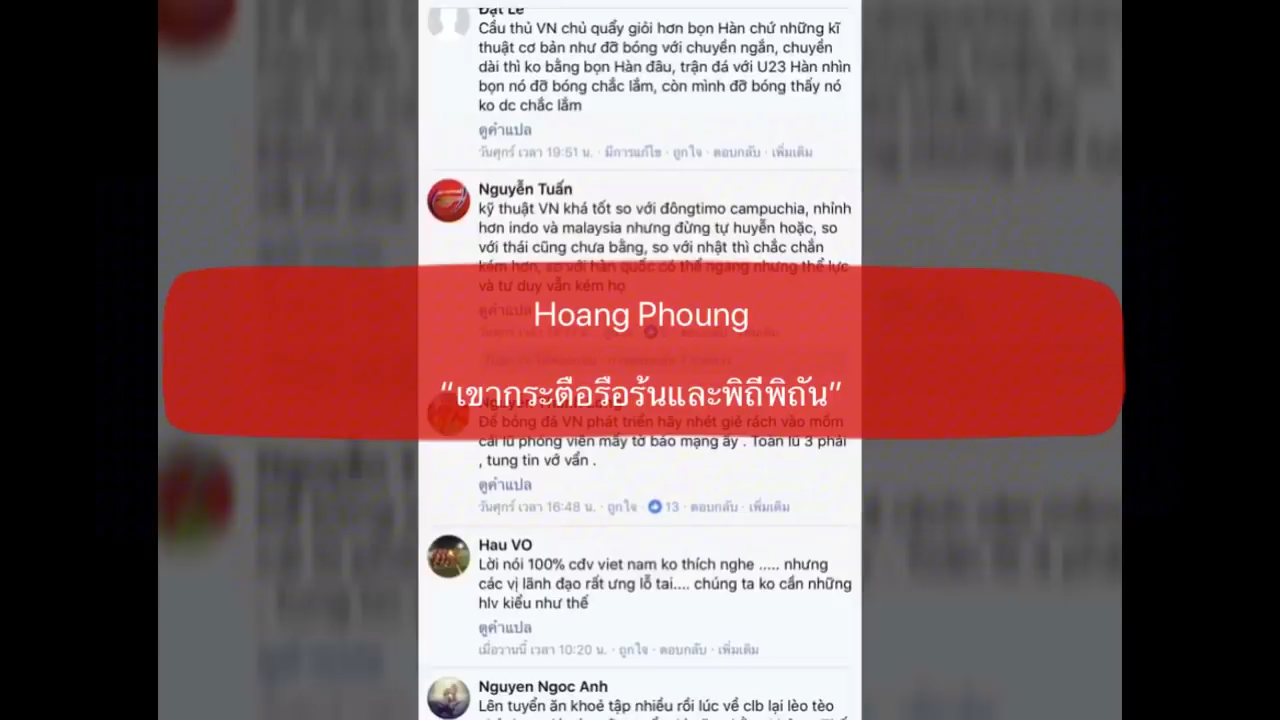 Đạt Le
Cầu thủ VN chủ quẩy giỏi hơn bọn Hàn chứ những kĩ
thuật cơ bản như đỡ bóng với chuyền ngắn, chuyền
dài thì ko bằng bọn Hàn đâu, trận đá với U23 Hàn nhìn
bọn nó đỡ bóng chắc lắm, còn mình đỡ bóng thấy nó
ko dc chắc lắm
ดูคำแปล
วันศุกร์ เวลา 19:51 น. · มีการแก้ไข · ถูกใจ · ตอบกลับ · เพิ่มเติม
Nguyễn Tuấn
kỹ thuật VN khá tốt so với đôngtimo campuchia, nhỉnh
hơn indo và malaysia nhưng đừng tự huyễn hoặc, so
với thái cũng chưa bằng, so với nhật thì chắc chắn
kém hơn, so với hàn quốc có thể ngang nhưng thể lực
và tư duy vẫn kém họ
Hoang Phoung
“เขากระตือรือร้นและพิถีพิถัน”
Để bóng đá VN phát triển hãy nhét giẻ rách vào mồm
cái lũ phóng viên mấy tờ báo mạng ấy . Toàn lũ 3 phải
, tung tin vớ vẩn .
ดูคำแปล
วันศุกร์ เวลา 16:48 น. · ถูกใจ · 13 · ตอบกลับ · เพิ่มเติม
Hau VO
Lời nói 100% cđv viet nam ko thích nghe ..... nhưng
các vị lãnh đạo rất ưng lỗ tai.... chúng ta ko cần những
hlv kiểu như thế
ดูคำแปล
เมื่อวานนี้ เวลา 10:20 น. · ถูกใจ · ตอบกลับ · เพิ่มเติม
Nguyen Ngoc Anh
Lên tuyển ăn khoẻ tập nhiều rồi lúc về clb lại lèo tèo